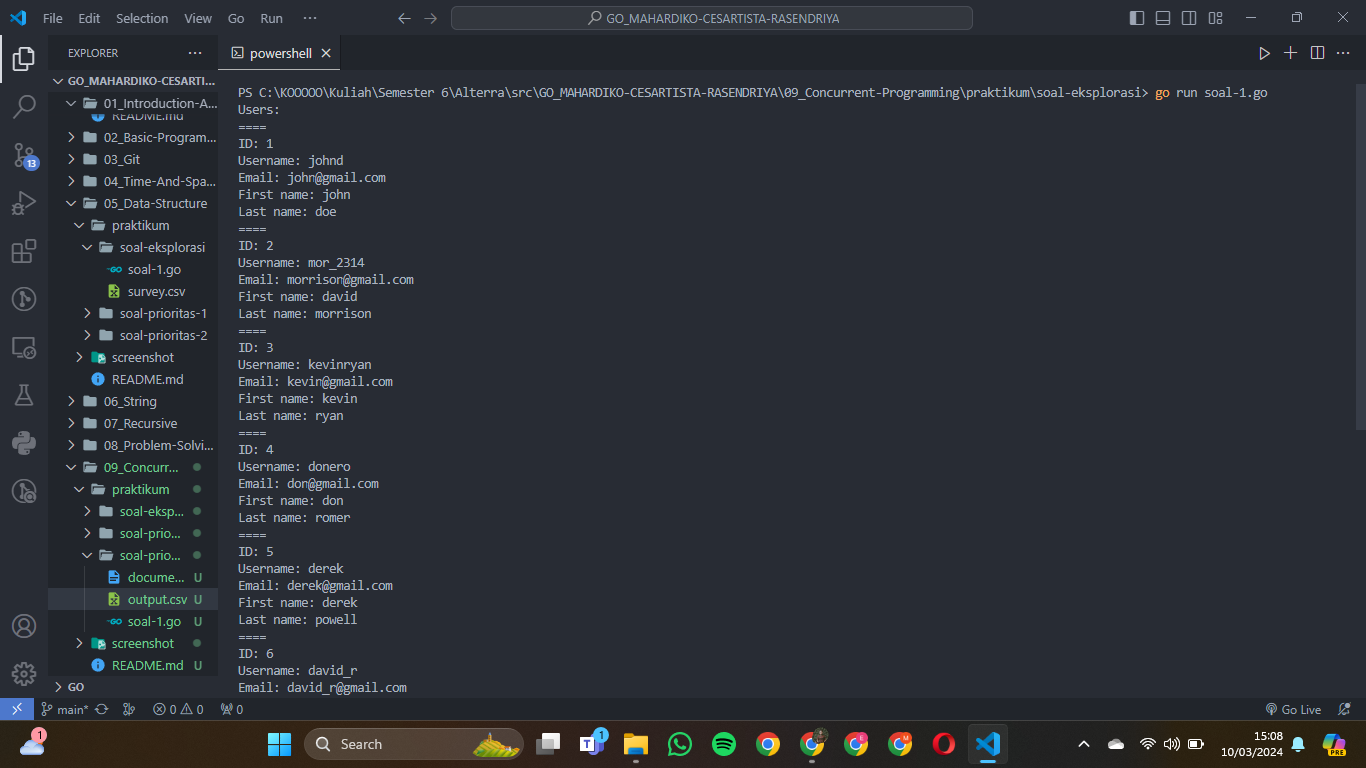 File Edit Selection View Go Run ···
GO_MAHARDIKO-CESARTISTA-RASENDRIYA
EXPLORER ···
powershell
GO_MAHARDIKO-CESARTI...
01_Introduction-A...
README.md
02_Basic-Program...
03_Git
04_Time-And-Spa...
05_Data-Structure
praktikum
soal-eksplorasi
GO soal-1.go
survey.csv
soal-prioritas-1
soal-prioritas-2
screenshot
README.md
06_String
07_Recursive
08_Problem-Solvi...
09_Concurr...
praktikum
soal-eksp...
soal-prio...
soal-prio...
docume... U
output.csv U
GO soal-1.go U
screenshot
README.md U
GO
13
PS C:\KOOOOO\Kuliah\Semester 6\Alterra\src\GO_MAHARDIKO-CESARTISTA-RASENDRIYA\09_Concurrent-Programming\praktikum\soal-eksplorasi> go run soal-1.go
Users:
====
ID: 1
Username: johnd
Email: john@gmail.com
First name: john
Last name: doe
====
ID: 2
Username: mor_2314
Email: morrison@gmail.com
First name: david
Last name: morrison
====
ID: 3
Username: kevinryan
Email: kevin@gmail.com
First name: kevin
Last name: ryan
====
ID: 4
Username: donero
Email: don@gmail.com
First name: don
Last name: romer
====
ID: 5
Username: derek
Email: derek@gmail.com
First name: derek
Last name: powell
====
ID: 6
Username: david_r
Email: david_r@gmail.com
main* 0 0 0 Go Live
1
Search
T 1
E
M
15:08
10/03/2024
PRE